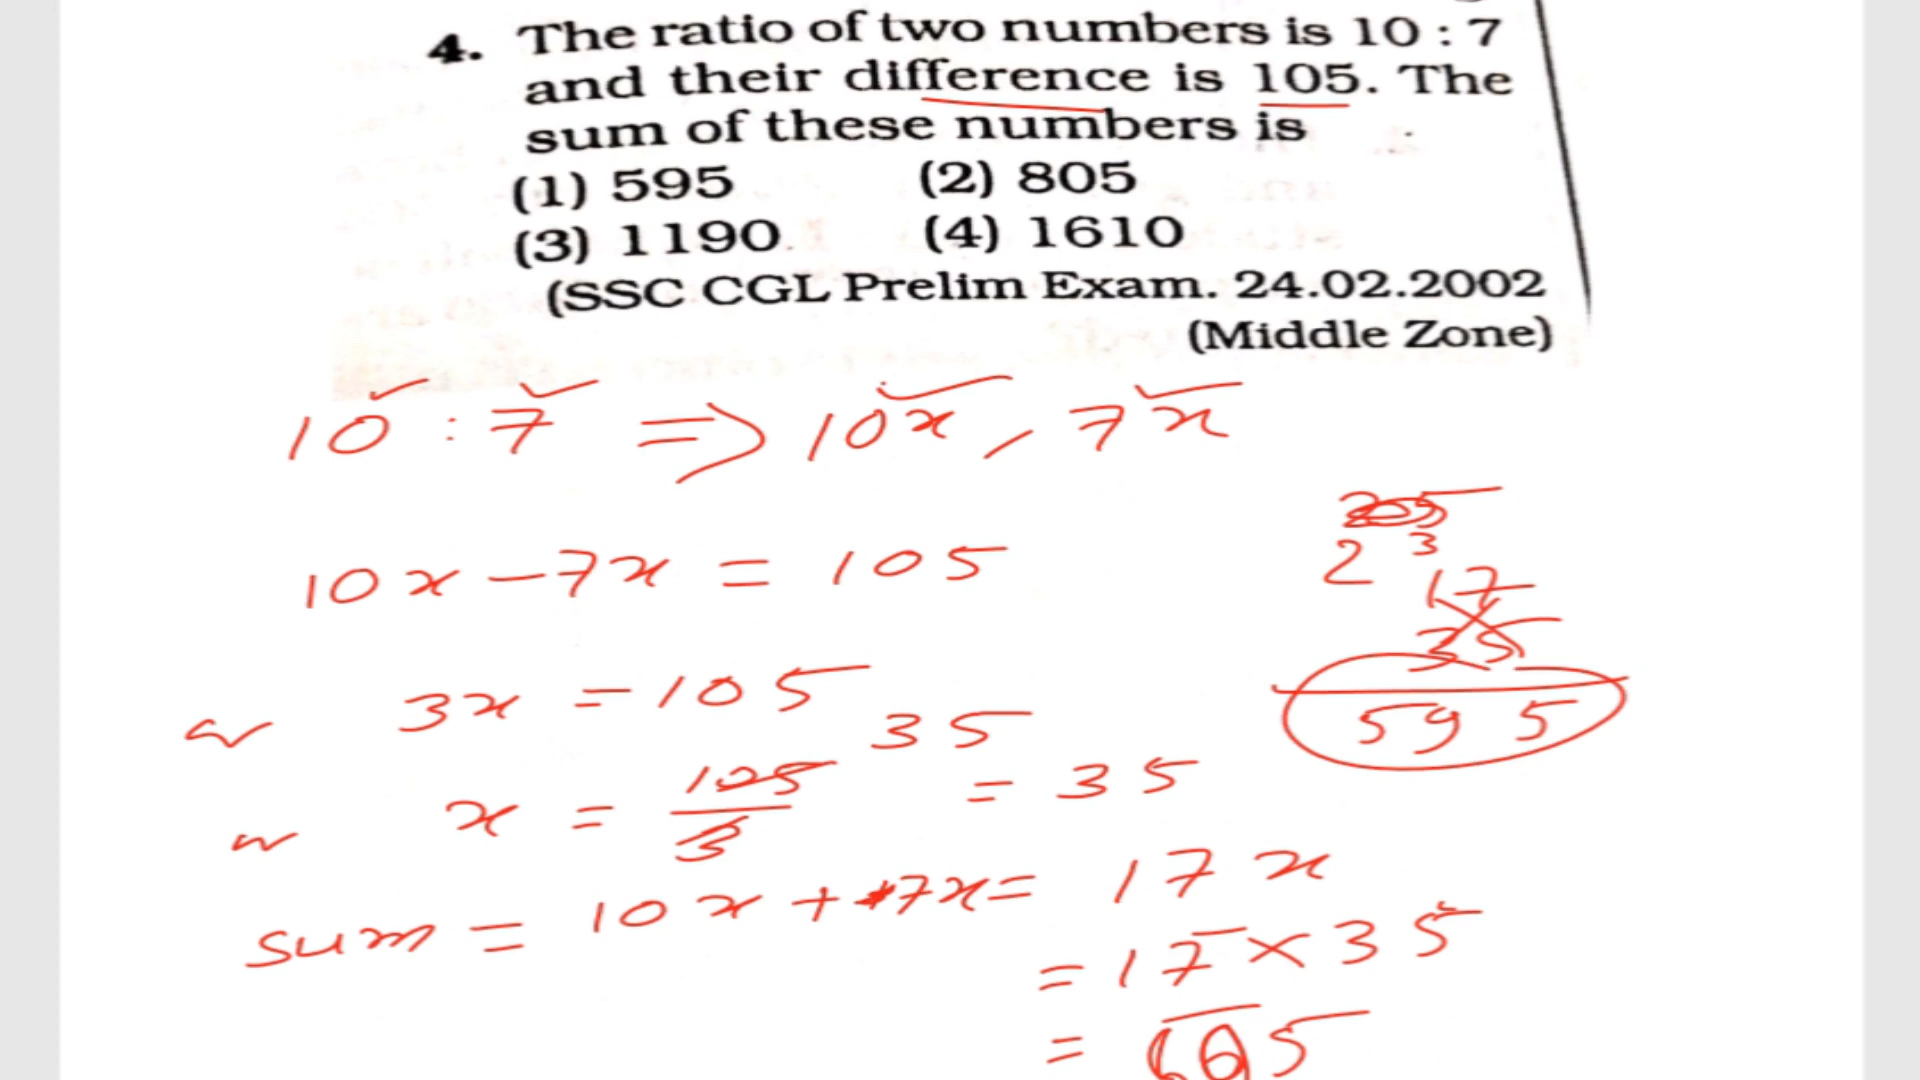 4. The ratio of two numbers is 10 : 7
and their difference is 105. The
sum of these numbers is
(1) 595 (2) 805
(3) 1190 (4) 1610
(SSC CGL Prelim Exam. 24.02.2002
(Middle Zone)
10 : 7 ⇒ 10x, 7x
10x - 7x = 105
3x = 105
x = 105/3 35 = 35
sum = 10x + 7x = 17x
= 17 × 35
=
2 3
17
35
595